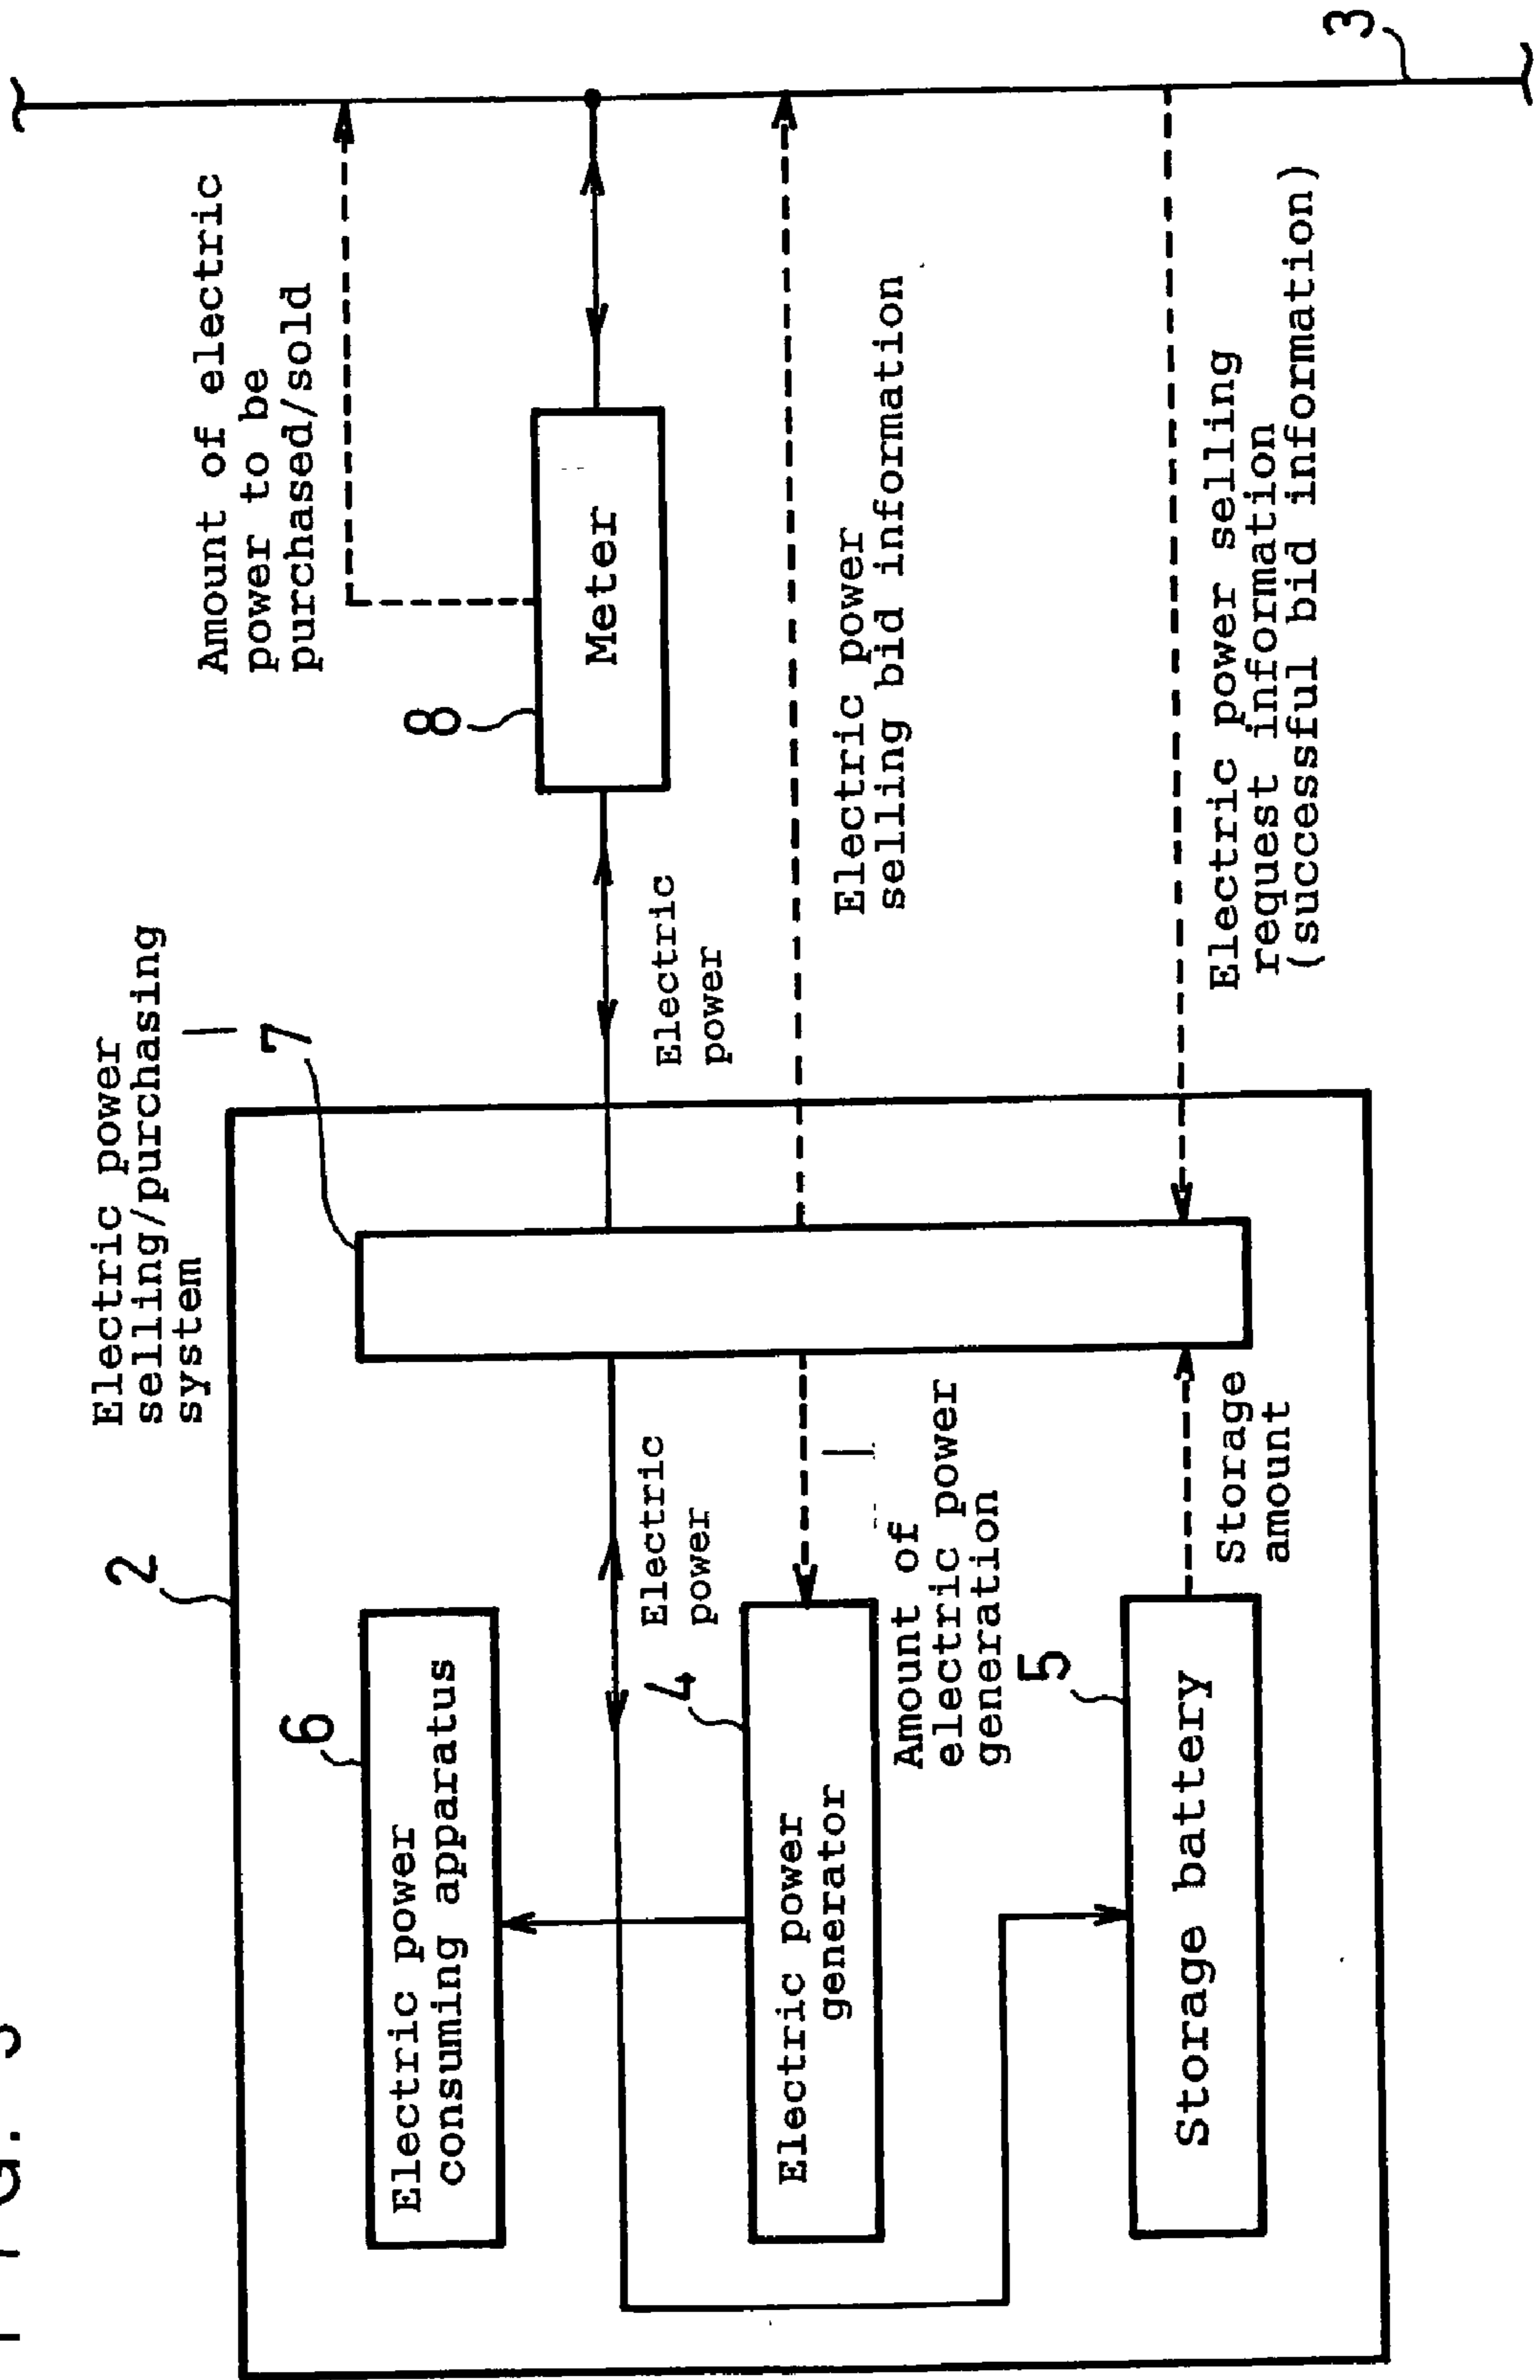 FIG. 3
2
Electric power
selling/purchasing
system
7
6
Electric power
consuming apparatus
Electric
power
4
Electric power
generator
Amount of
electric power
generation
5
Storage battery
Storage
amount
Electric
power
8
Meter
Amount of electric
power to be
purchased/sold
Electric power
selling bid information
Electric power selling
request information
(successful bid information)
3